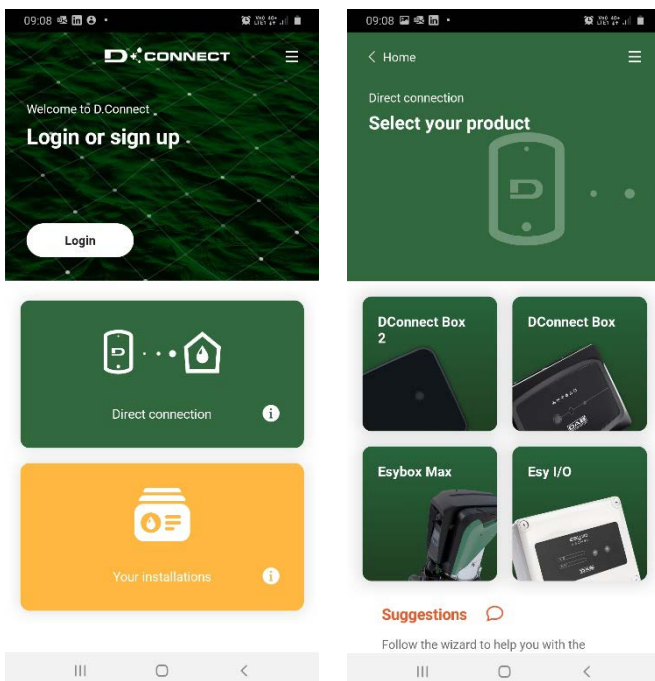 09:08
D+CONNECT
Welcome to D.Connect
Login or sign up
Login
Direct connection
Your installations
09:08
Home
Direct connection
Select your product
DConnect Box
2
DConnect Box
Esybox Max
Esy I/O
DAB
Suggestions
Follow the wizard to help you with the